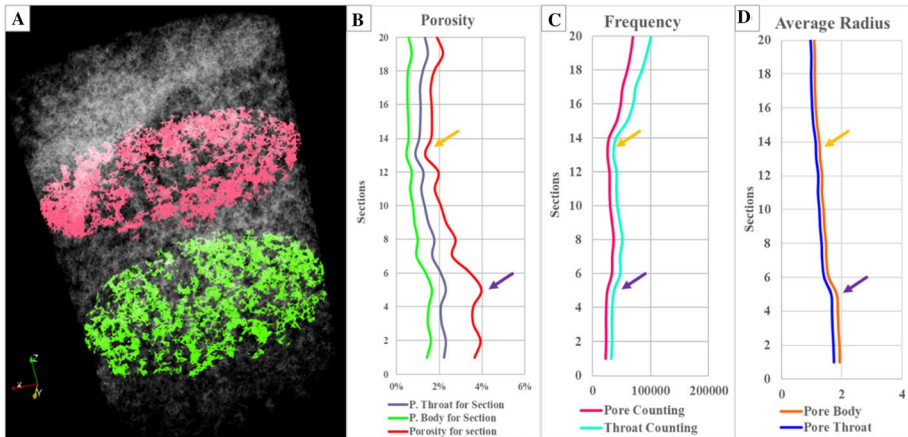 A
Z
X
Y
B
Porosity
20
18
16
14
12
10
8
6
4
2
0
Sections
0% 2% 4% 6%
P. Throat for Section
P. Body for Section
Porosity for section
C
Frequency
20
18
16
14
12
10
8
6
4
2
0
Sections
0 100000 200000
Pore Counting
Throat Counting
D
Average Radius
20
18
16
14
12
10
8
6
4
2
0
Sections
0 2 4
Pore Body
Pore Throat